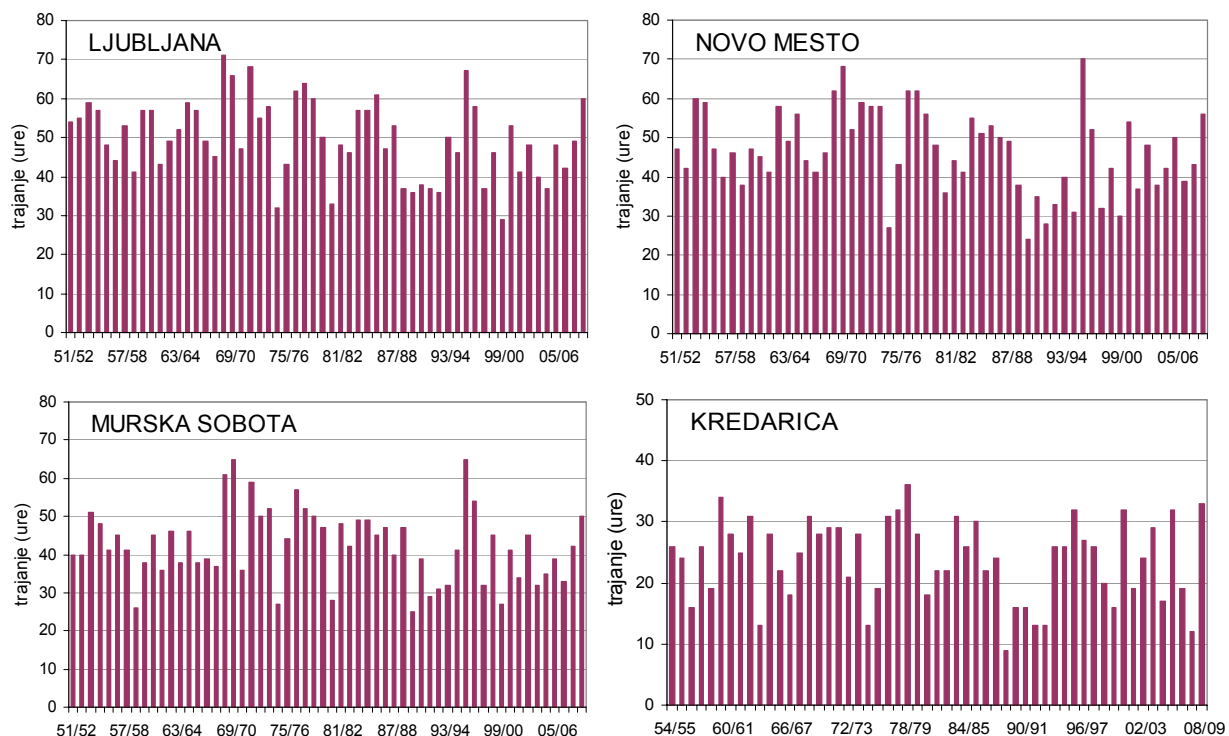 LJUBLJANA
trajanje (ure)
80
70
60
50
40
30
20
10
0
51/52 57/58 63/64 69/70 75/76 81/82 87/88 93/94 99/00 05/06
NOVO MESTO
trajanje (ure)
80
70
60
50
40
30
20
10
0
51/52 57/58 63/64 69/70 75/76 81/82 87/88 93/94 99/00 05/06
MURSKA SOBOTA
trajanje (ure)
80
70
60
50
40
30
20
10
0
51/52 57/58 63/64 69/70 75/76 81/82 87/88 93/94 99/00 05/06
KREDARICA
trajanje (ure)
50
40
30
20
10
0
54/55 60/61 66/67 72/73 78/79 84/85 90/91 96/97 02/03 08/09